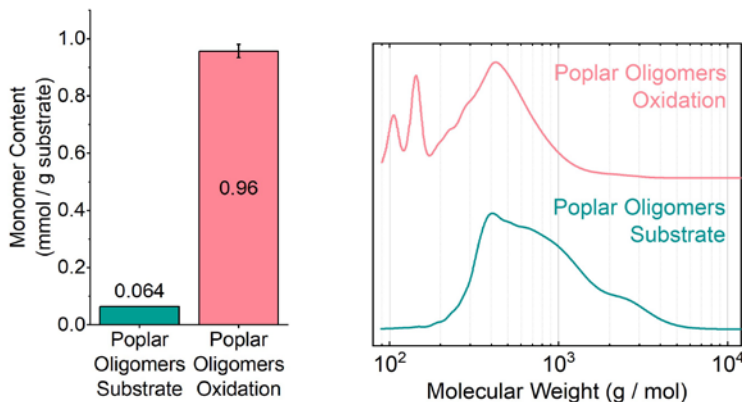 Monomer Content
(mmol / g substrate)
1.0
0.8
0.6
0.4
0.2
0.0
0.064
0.96
Poplar
Oligomers
Substrate
Poplar
Oligomers
Oxidation
Poplar Oligomers
Oxidation
Poplar Oligomers
Substrate
10²
10³
10⁴
Molecular Weight (g / mol)